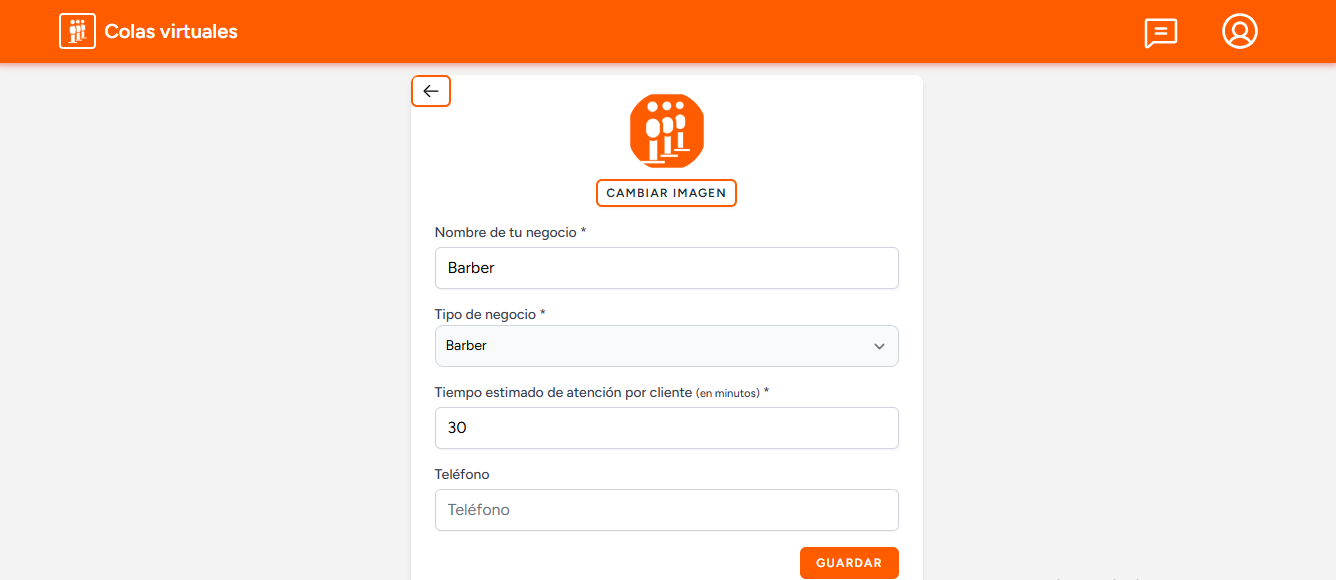 Colas virtuales
CAMBIAR IMAGEN
Nombre de tu negocio *
Barber
Tipo de negocio *
Barber
Tiempo estimado de atención por cliente (en minutos) *
30
Teléfono
Teléfono
GUARDAR